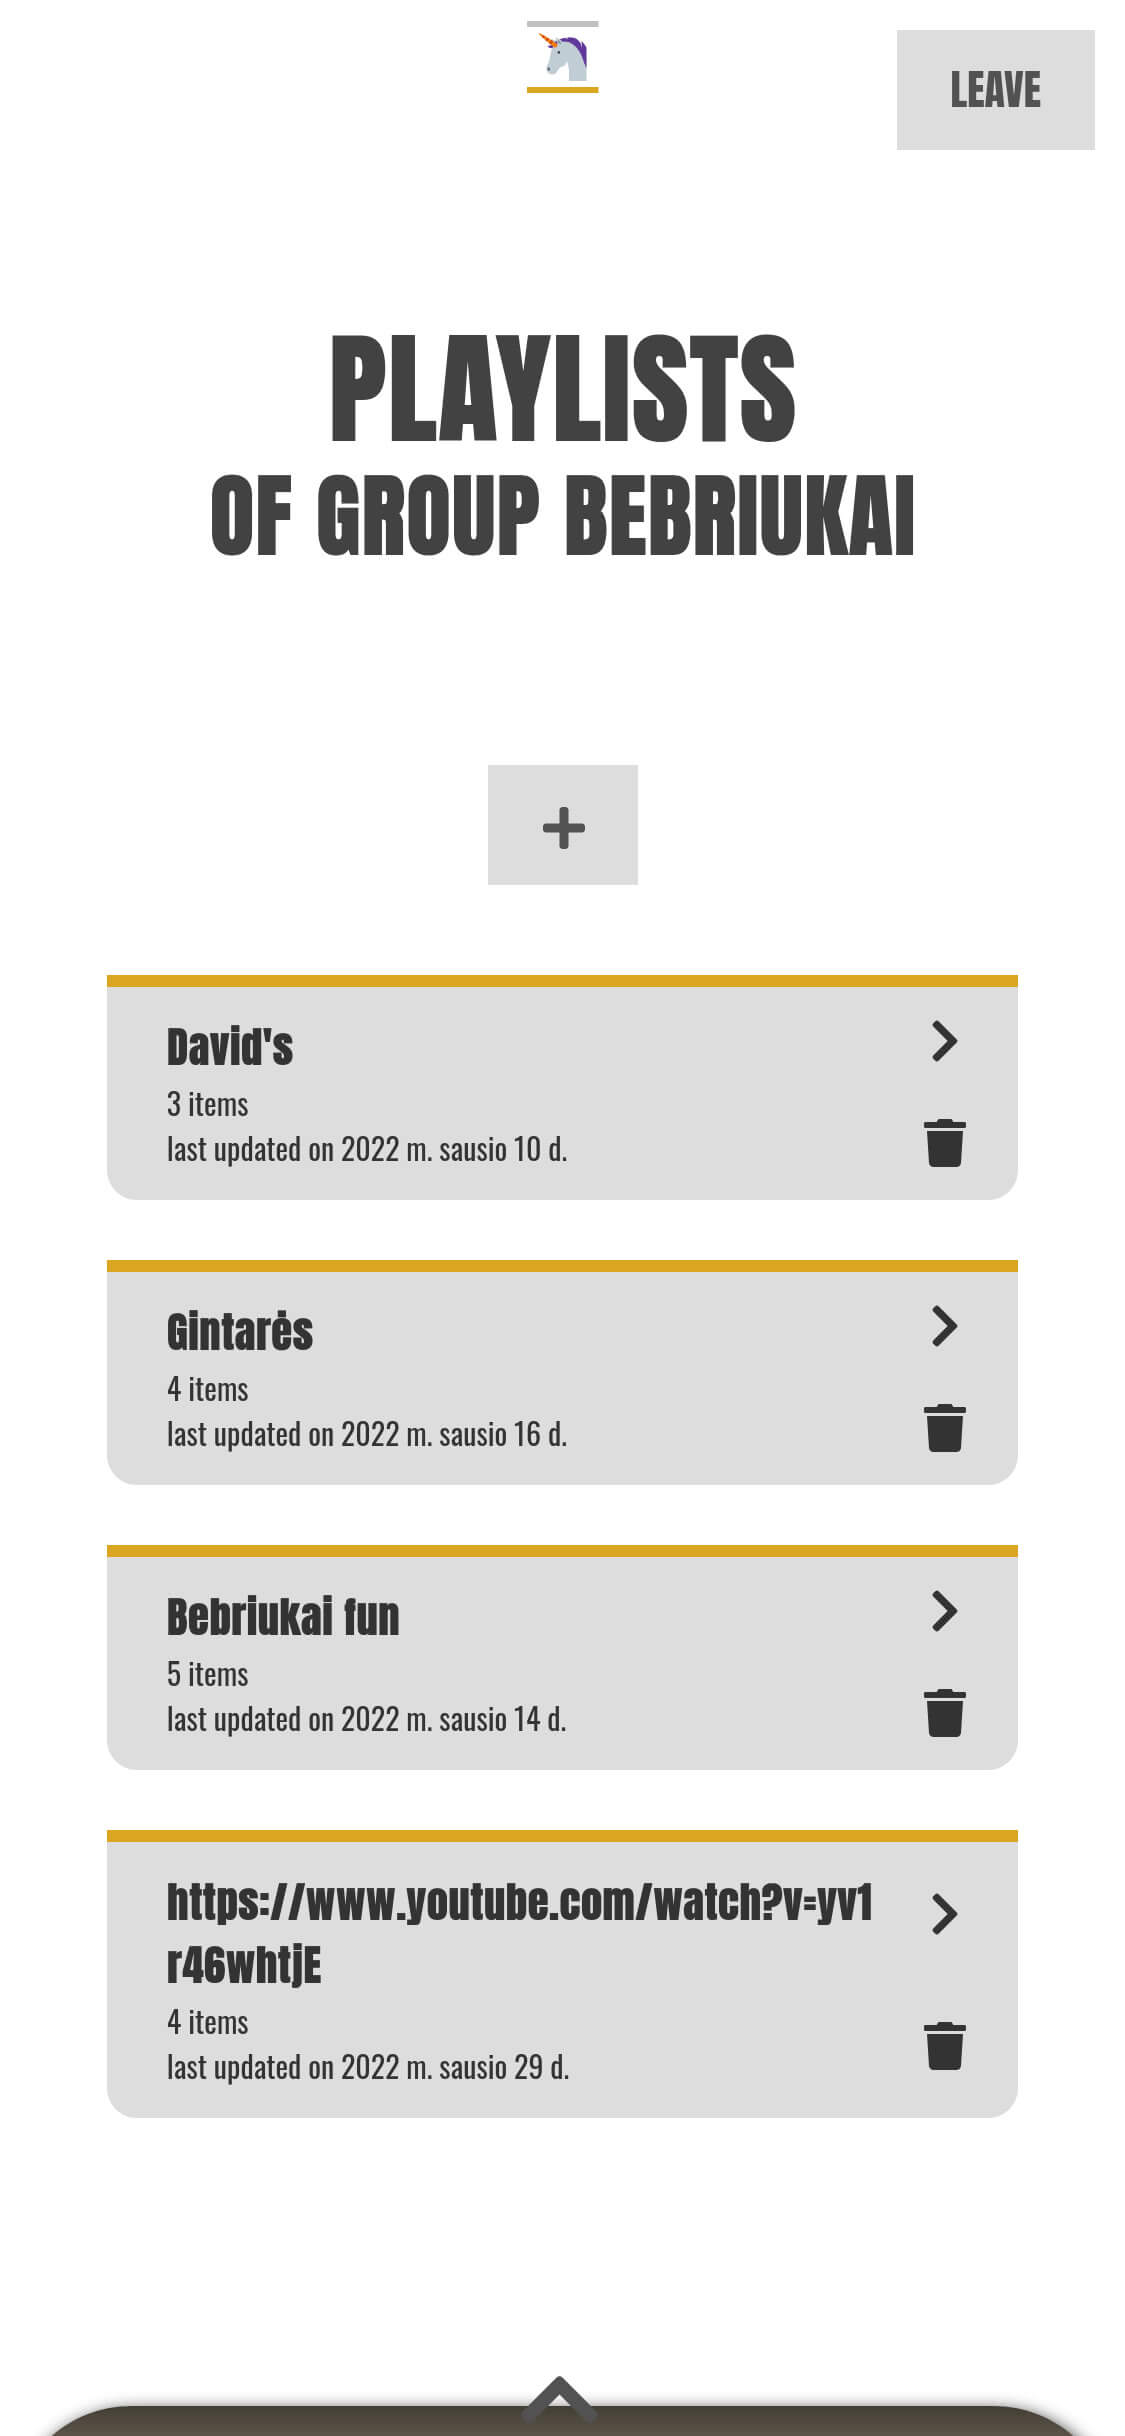 LEAVE
PLAYLISTS
OF GROUP BEBRIUKAI
David's
3 items
last updated on 2022 m. sausio 10 d.
Gintarės
4 items
last updated on 2022 m. sausio 16 d.
Bebriukai fun
5 items
last updated on 2022 m. sausio 14 d.
https://www.youtube.com/watch?v=yv1
r46whtjE
4 items
last updated on 2022 m. sausio 29 d.